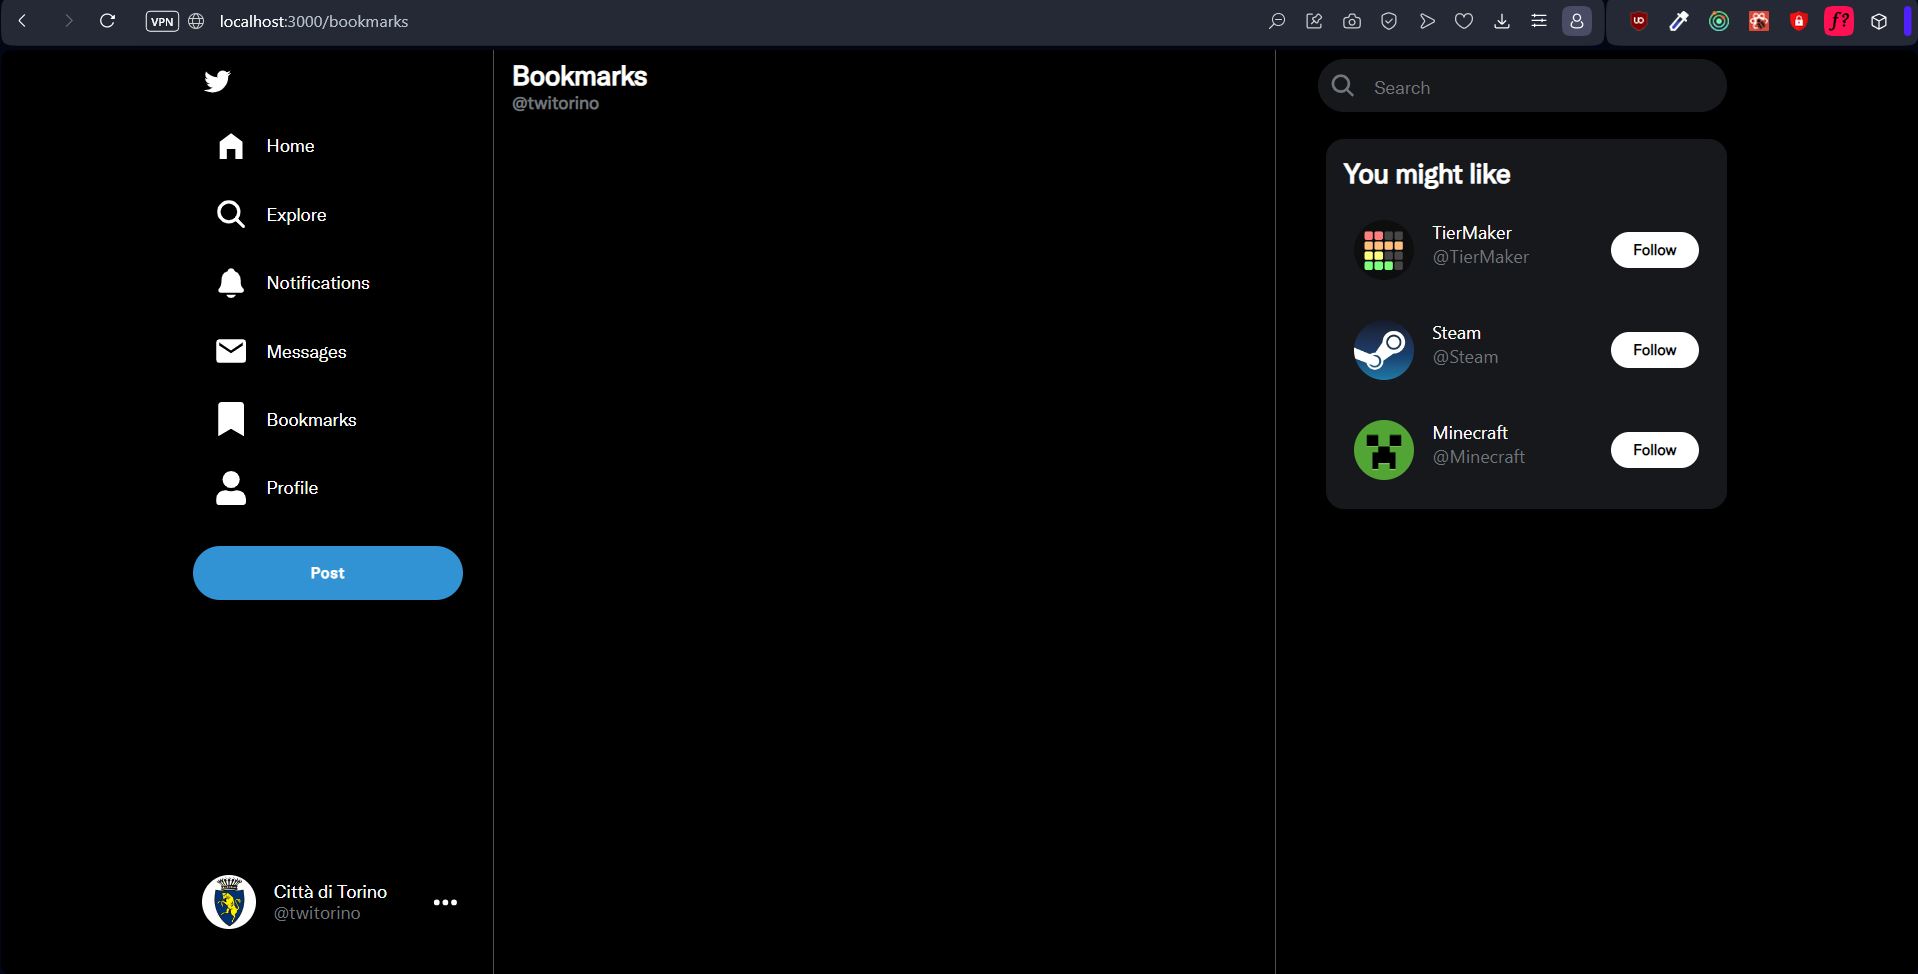 VPN
localhost:3000/bookmarks
UO
f?
Home
Explore
Notifications
Messages
Bookmarks
Profile
Post
Città di Torino
@twitorino
Bookmarks
@twitorino
Search
You might like
TierMaker
@TierMaker
Follow
Steam
@Steam
Follow
Minecraft
@Minecraft
Follow